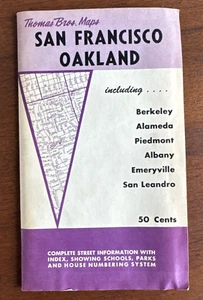 Thomas Bros. Maps
SAN FRANCISCO
OAKLAND
including . . . .
Berkeley
Alameda
Piedmont
Albany
Emeryville
San Leandro
50 Cents
COMPLETE STREET INFORMATION WITH
INDEX, SHOWING SCHOOLS, PARKS
AND HOUSE NUMBERING SYSTEM